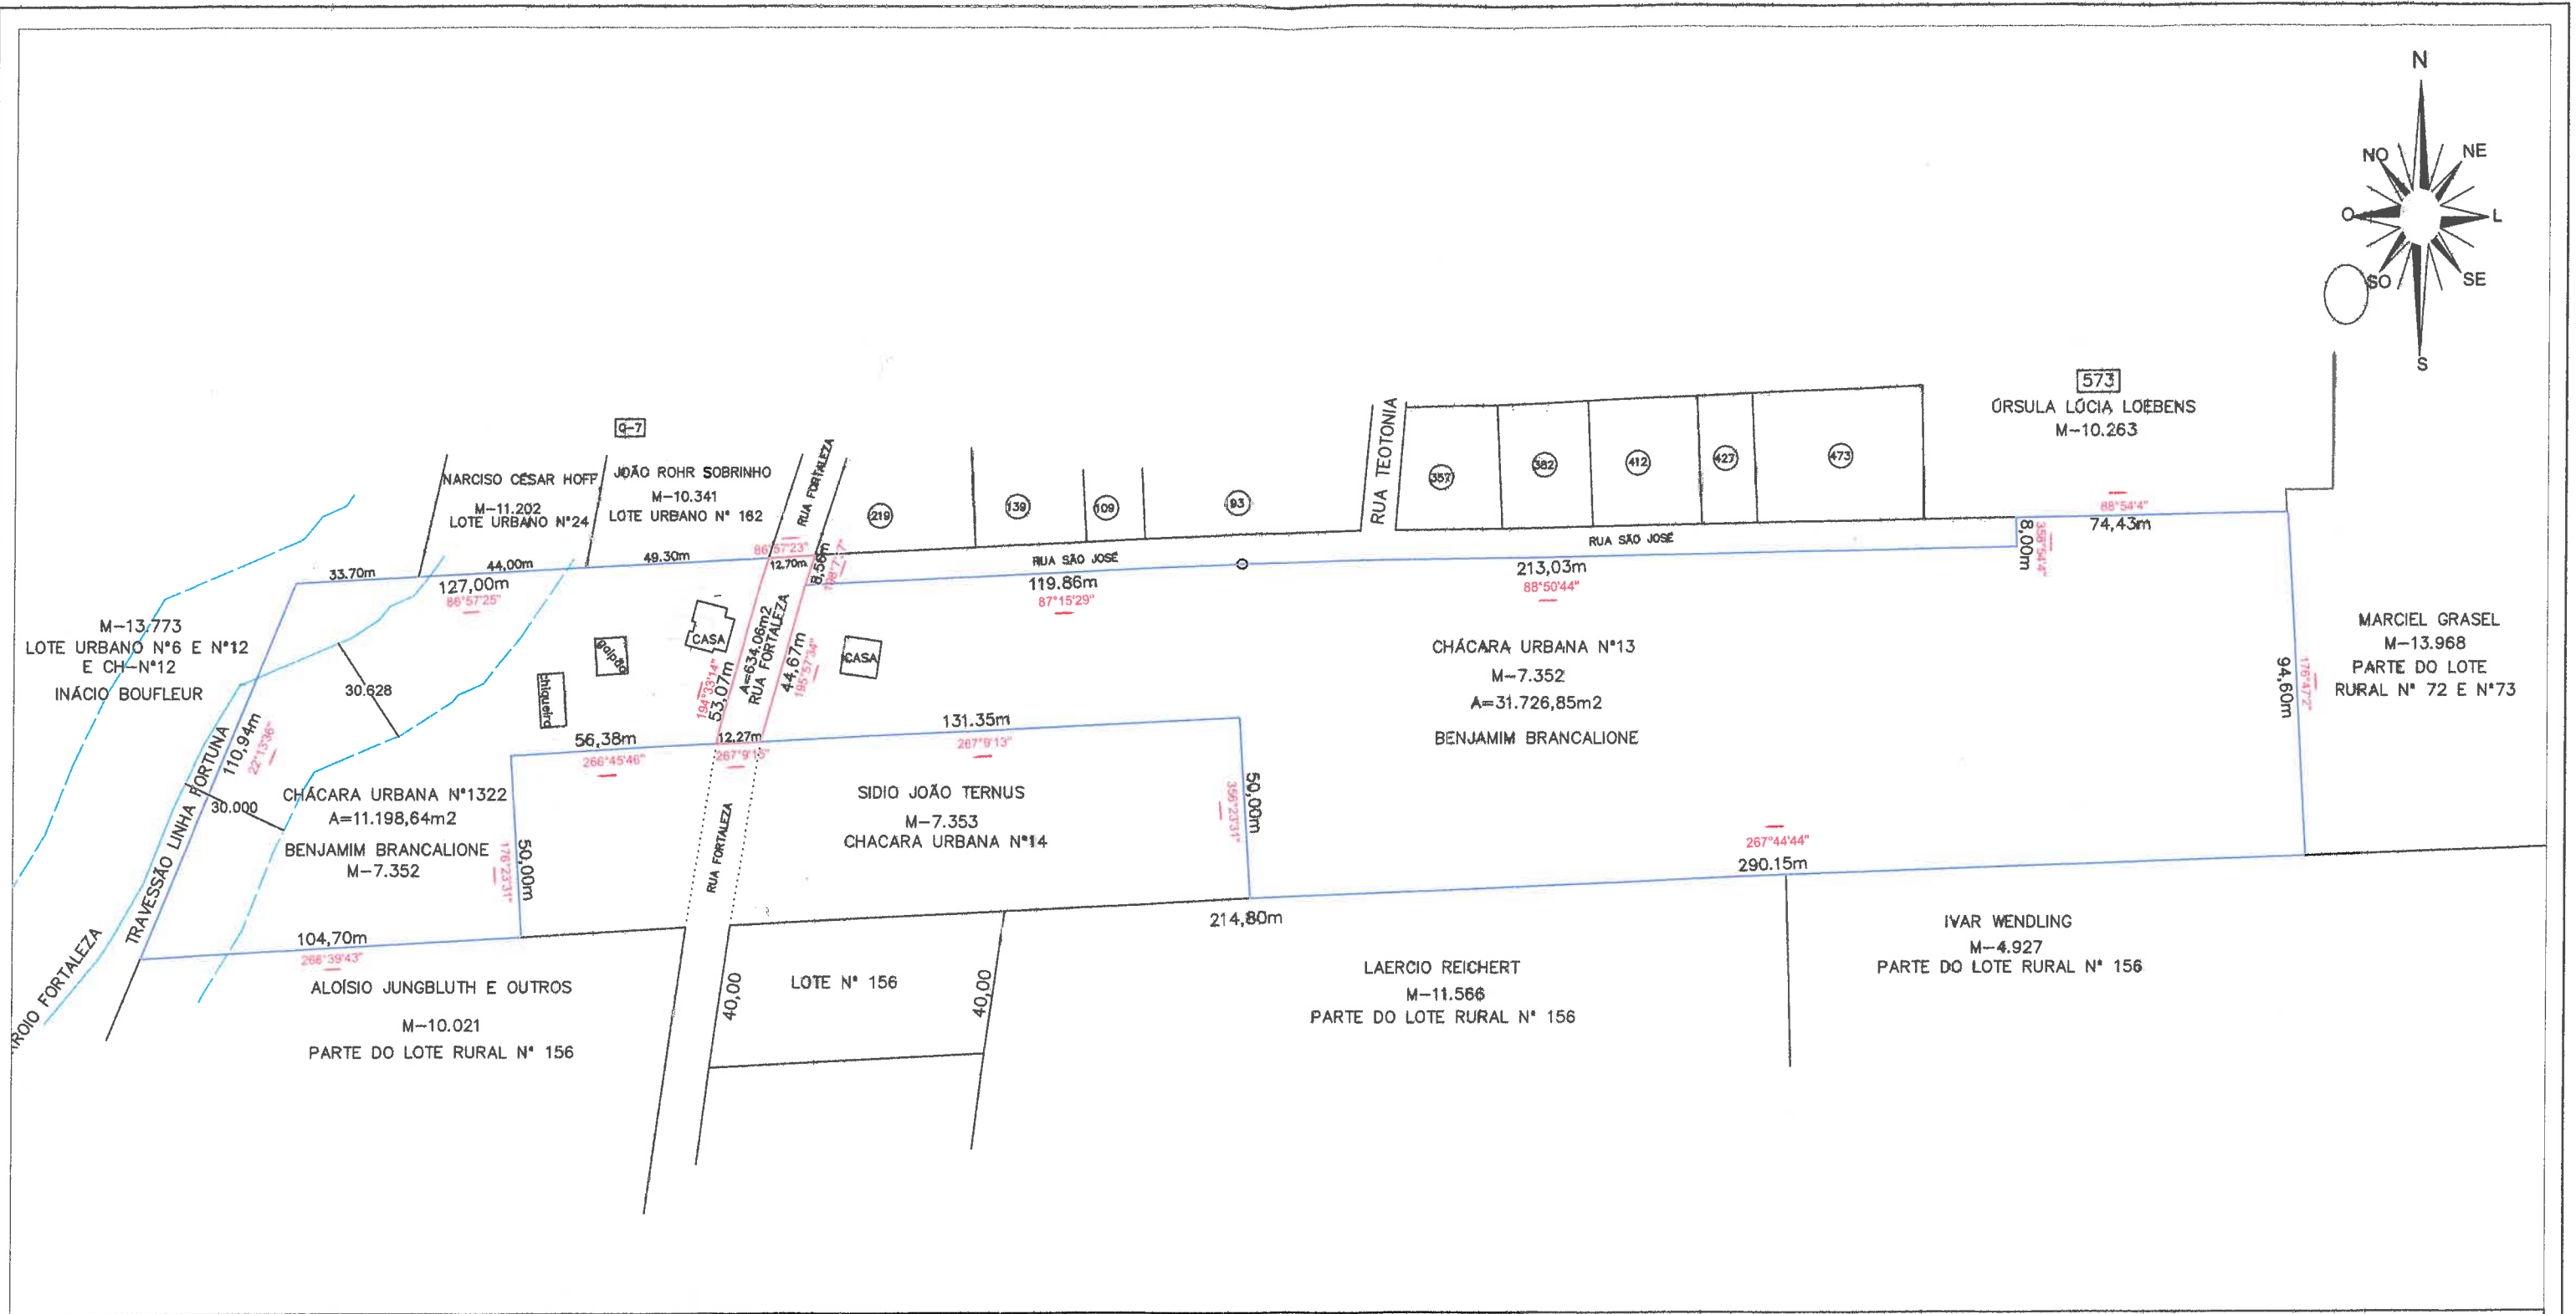 N
NO
NE
O
L
SO
SE
S
573
ÚRSULA LÚCIA LOEBENS
M-10.263
Q-7
NARCISO CÉSAR HOFF
M-11.202
LOTE URBANO N°24
JOÃO ROHR SOBRINHO
M-10.341
LOTE URBANO N° 162
RUA FORTALEZA
219
139
109
93
RUA TEOTONIA
357
382
412
427
473
RUA SÃO JOSÉ
RUA SÃO JOSÉ
88°54'4"
74,43m
8,00m
358°54'4"
33.70m
44,00m
49.30m
86°57'23"
12.70m
8,56m
127,00m
86°57'25"
119.86m
87°15'29"
213,03m
88°50'44"
M-13.773
LOTE URBANO N°6 E N°12
E CH-N°12
INÁCIO BOUFLEUR
30.628
CASA
galpão
chiqueiro
CASA
194°33'14"
53,07m
A=634.06m2
RUA FORTALEZA
44,67m
195°57'34"
CHÁCARA URBANA N°13
M-7.352
A=31.726,85m2
BENJAMIM BRANCALIONE
94,60m
176°47'2"
MARCIEL GRASEL
M-13.968
PARTE DO LOTE
RURAL N° 72 E N°73
TRAVESSÃO LINHA FORTUNA
110,94m
22°13'36"
30.000
56,38m
266°45'46"
12.27m
131.35m
267°9'13"
CHÁCARA URBANA N°1322
A=11.198,64m2
BENJAMIM BRANCALIONE
M-7.352
50,00m
176°23'31"
RUA FORTALEZA
SIDIO JOÃO TERNUS
M-7.353
CHACARA URBANA N°14
50,00m
356°23'31"
267°44'44"
290.15m
214,80m
104,70m
266°39'43"
ROIO FORTALEZA
ALOÍSIO JUNGBLUTH E OUTROS
M-10.021
PARTE DO LOTE RURAL N° 156
40,00
LOTE N° 156
40,00
LAERCIO REICHERT
M-11.566
PARTE DO LOTE RURAL N° 156
IVAR WENDLING
M-4.927
PARTE DO LOTE RURAL N° 156